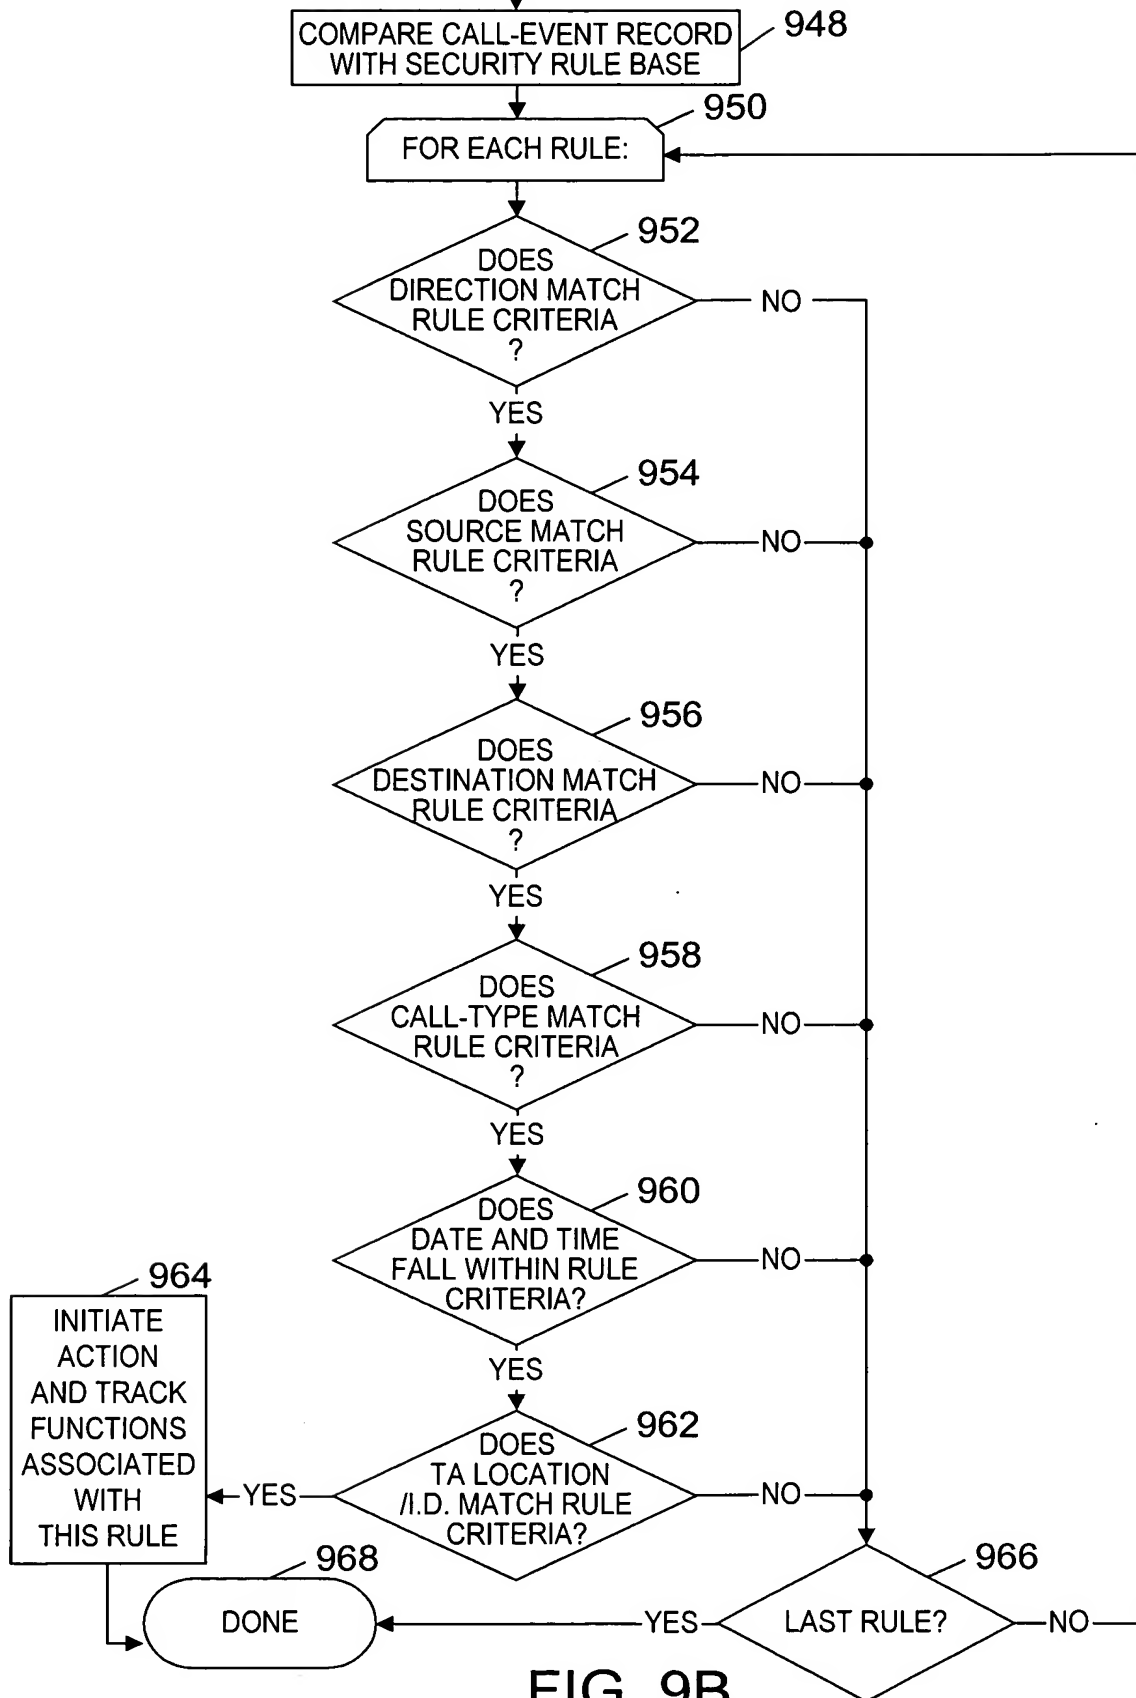 COMPARE CALL-EVENT RECORD
WITH SECURITY RULE BASE
948
950
FOR EACH RULE:
952
DOES
DIRECTION MATCH
RULE CRITERIA
?
NO
YES
954
DOES
SOURCE MATCH
RULE CRITERIA
?
NO
YES
956
DOES
DESTINATION MATCH
RULE CRITERIA
?
NO
YES
958
DOES
CALL-TYPE MATCH
RULE CRITERIA
?
NO
YES
960
DOES
DATE AND TIME
FALL WITHIN RULE
CRITERIA?
NO
YES
962
DOES
TA LOCATION
/I.D. MATCH RULE
CRITERIA?
NO
YES
964
INITIATE
ACTION
AND TRACK
FUNCTIONS
ASSOCIATED
WITH
THIS RULE
966
LAST RULE?
NO
YES
968
DONE
FIG. 9B